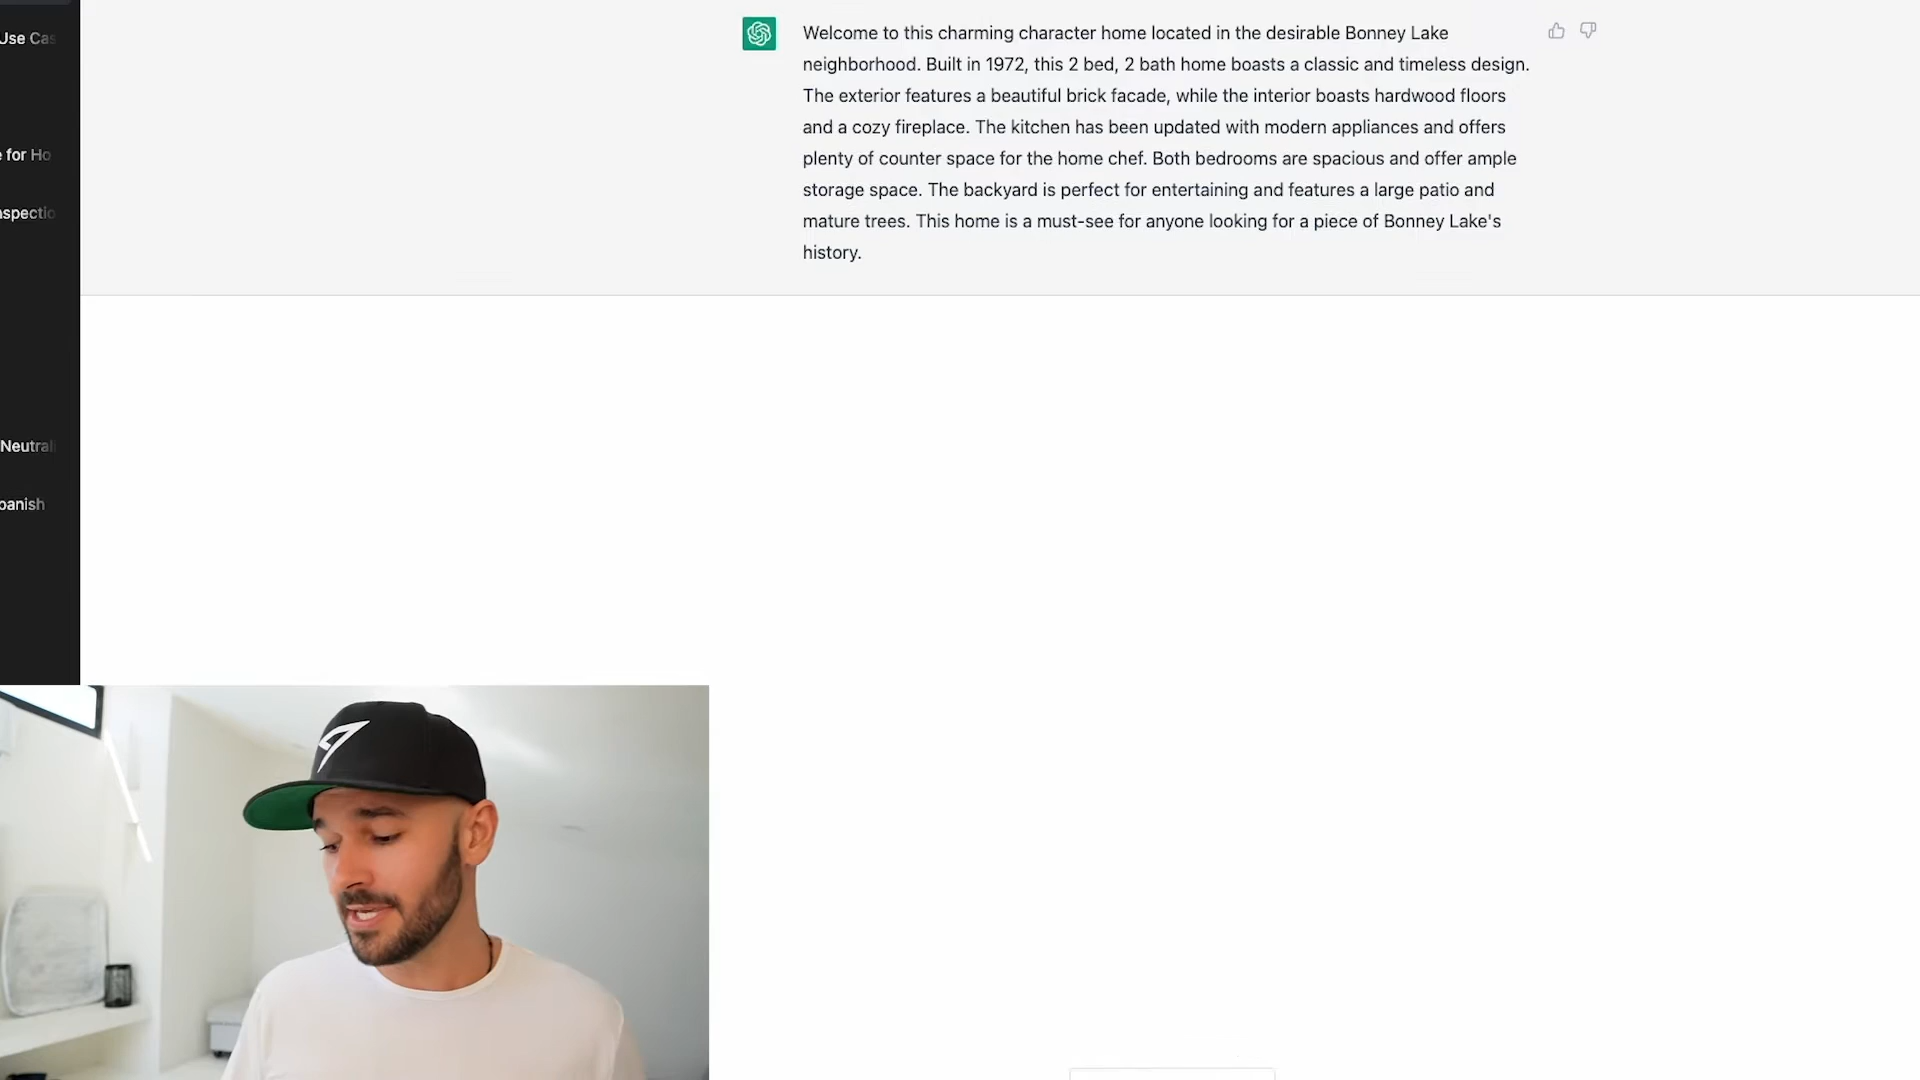 Use Cas
e for Ho
nspectio
Neutral
panish
Welcome to this charming character home located in the desirable Bonney Lake
neighborhood. Built in 1972, this 2 bed, 2 bath home boasts a classic and timeless design.
The exterior features a beautiful brick facade, while the interior boasts hardwood floors
and a cozy fireplace. The kitchen has been updated with modern appliances and offers
plenty of counter space for the home chef. Both bedrooms are spacious and offer ample
storage space. The backyard is perfect for entertaining and features a large patio and
mature trees. This home is a must-see for anyone looking for a piece of Bonney Lake's
history.